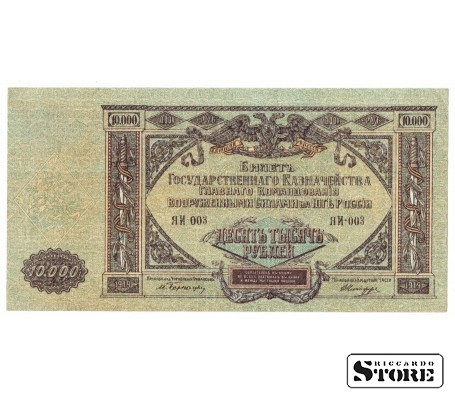 10.000
10.000
БИЛЕТЪ
ГОСУДАРСТВЕННАГО КАЗНАЧЕЙСТВА
ГЛАВНАГО КОМАНДОВАНІЯ
ВООРУЖЕННЫМИ СИЛАМИ НА ЮГѢ РОССІИ
ЯИ 003
ЯИ-003
ДЕСЯТЬ ТЫСЯЧЪ
РУБЛЕЙ
10.000
1919
1919
RICCARDO
STORE